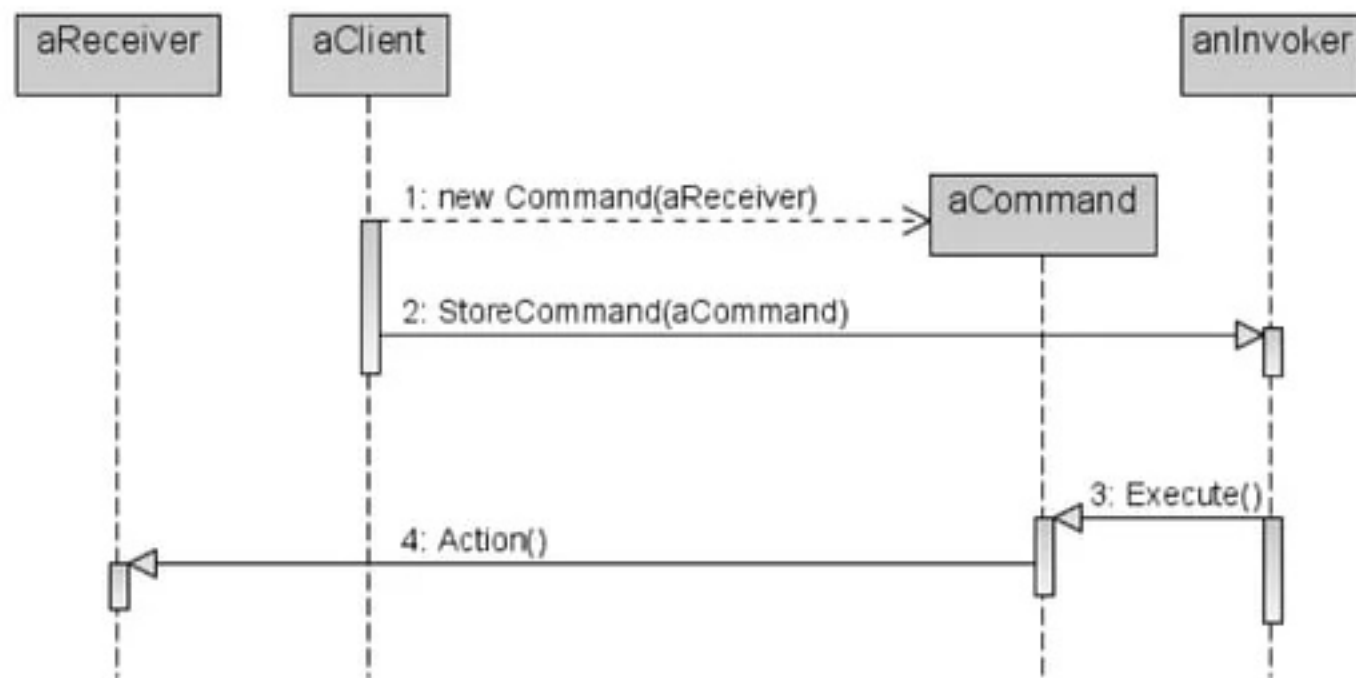 aReceiver
aClient
anInvoker
1: new Command(aReceiver)
aCommand
2: StoreCommand(aCommand)
3: Execute()
4: Action()